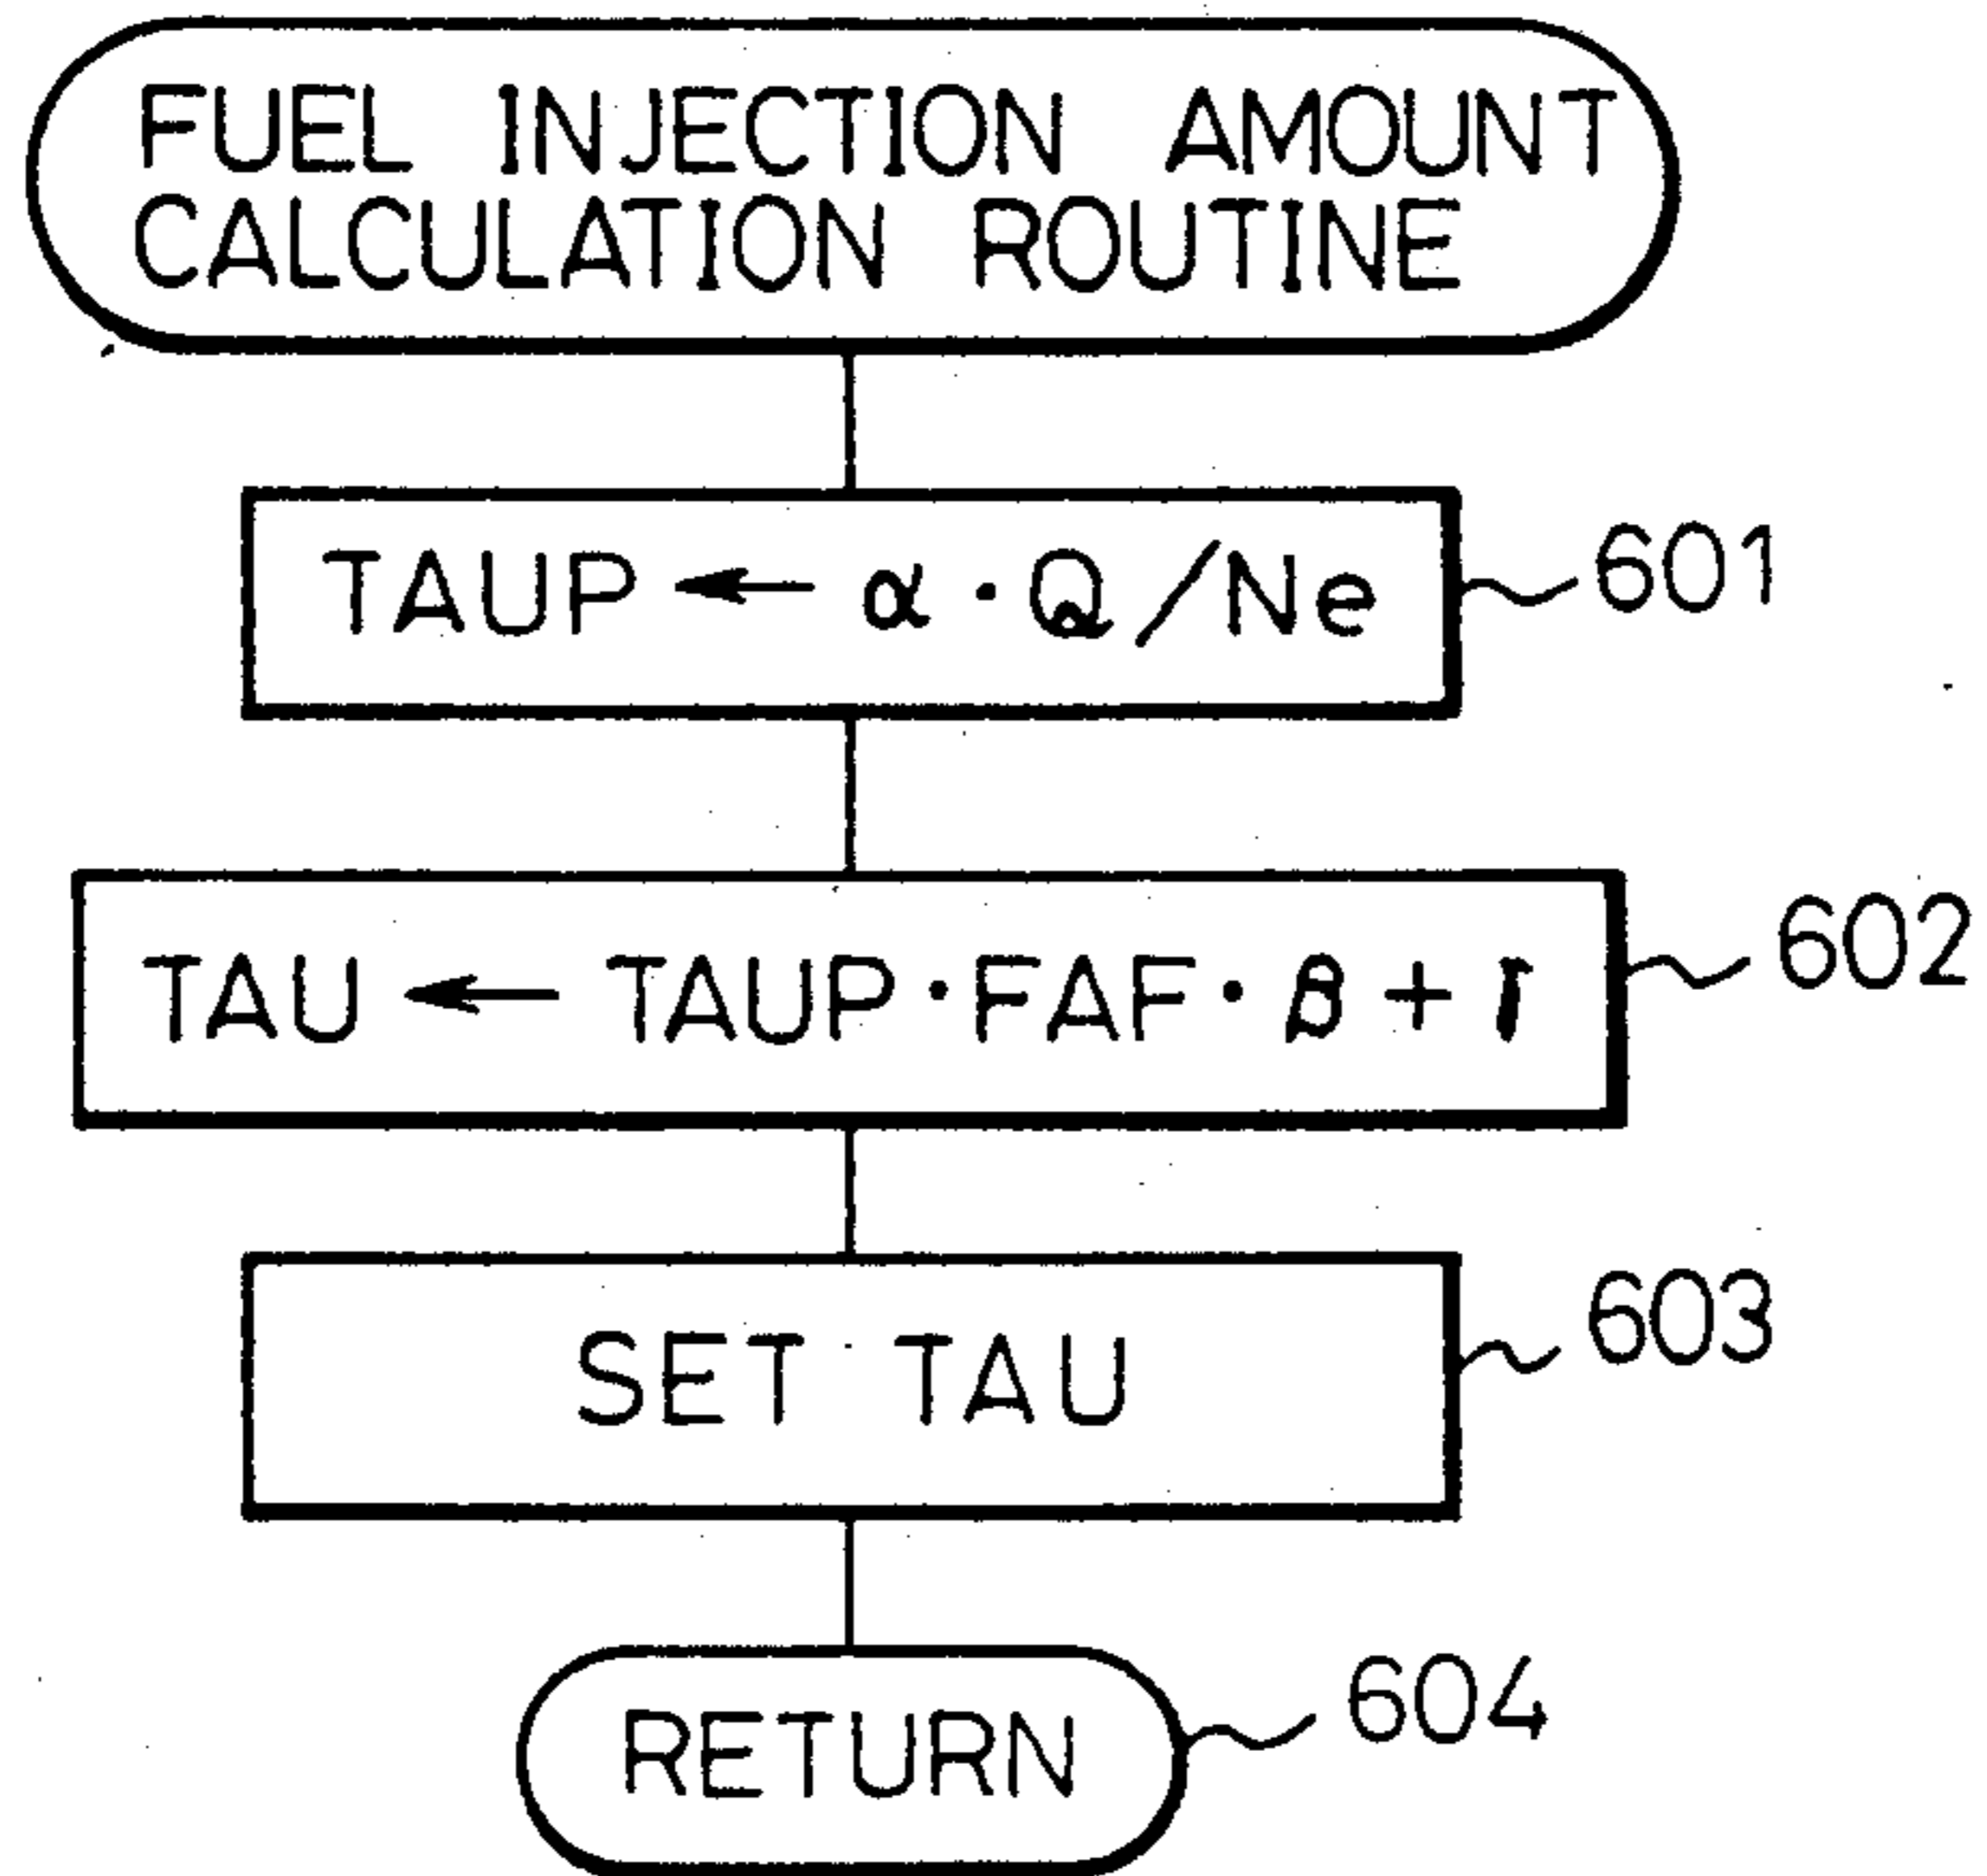 FUEL INJECTION AMOUNT
CALCULATION ROUTINE
TAUP ← α・Q/Ne
601
TAU ← TAUP・FAF・β + γ
602
SET TAU
603
RETURN
604